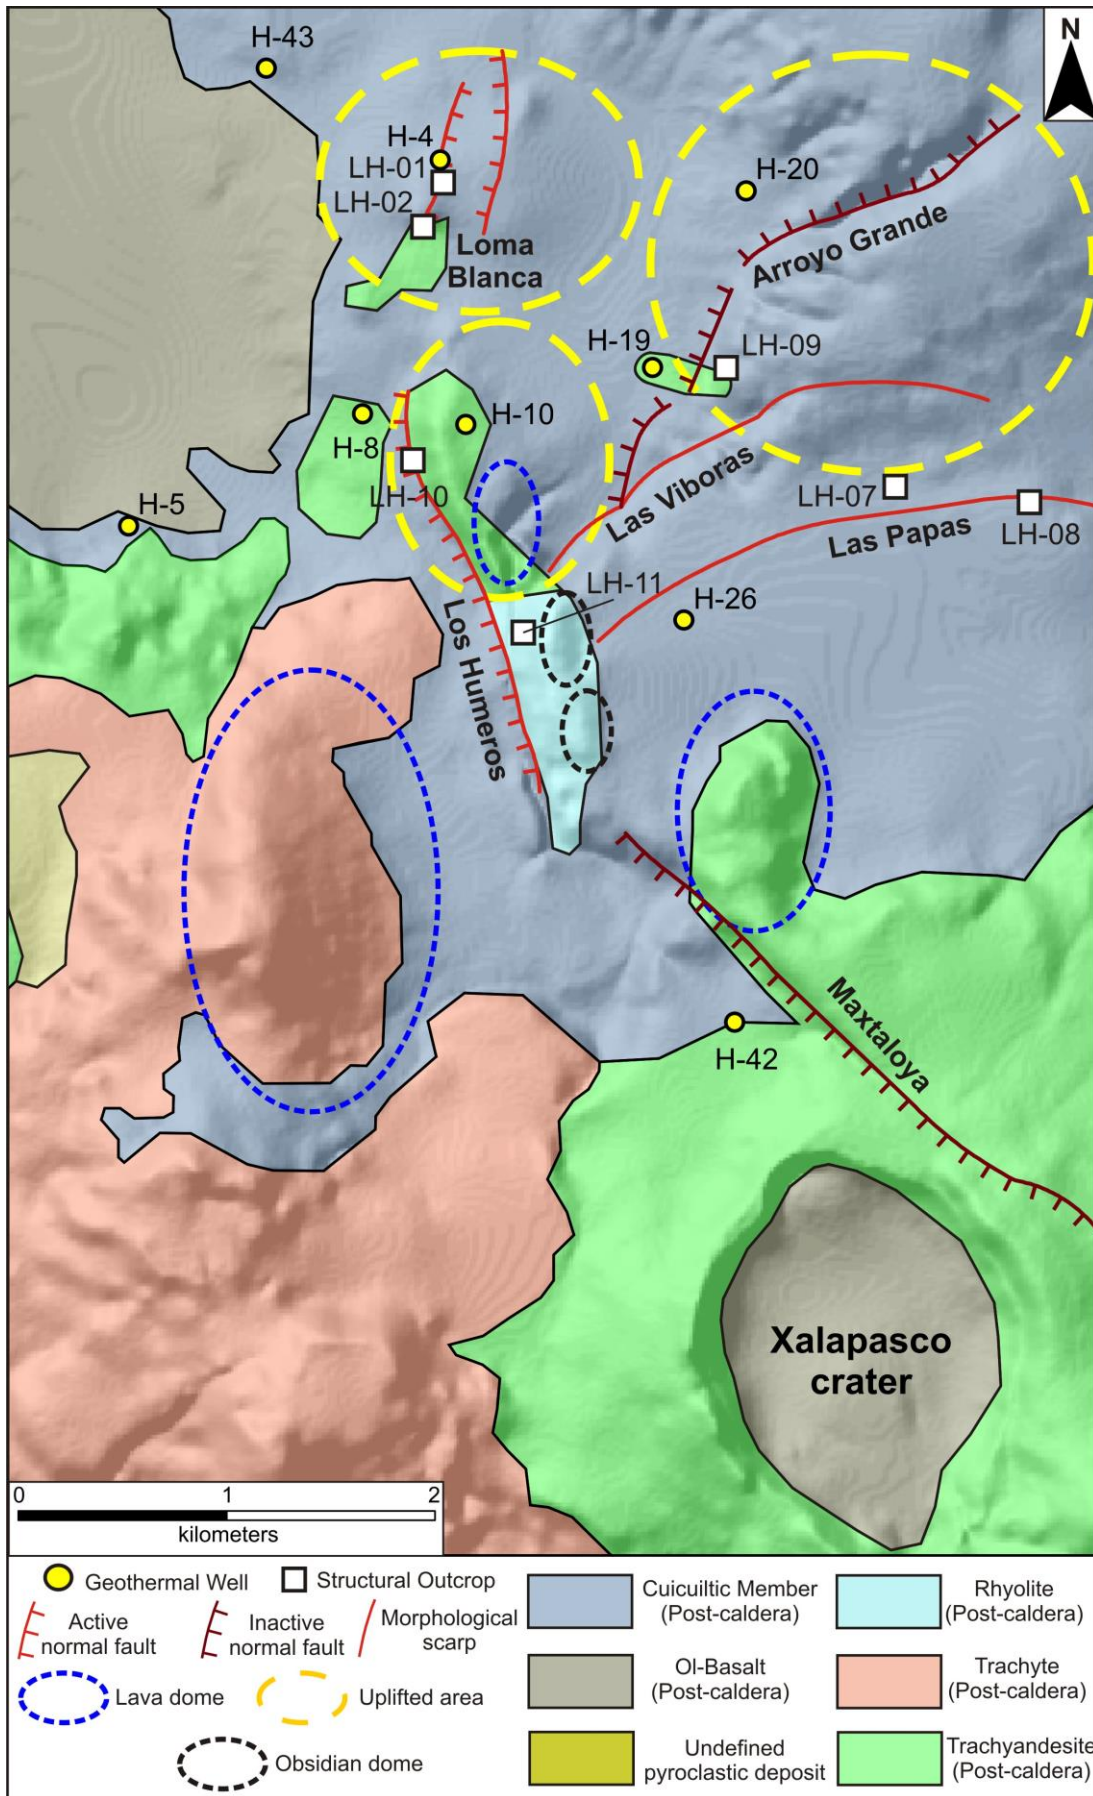 N
H-43
H-4
LH-01
LH-02
Loma
Blanca
H-20
Arroyo Grande
H-19
LH-09
H-10
H-8
LH-10
H-5
Las Viboras
LH-07
Las Papas
LH-08
LH-11
H-26
Los Humeros
Maxtaloya
H-42
Xalapasco
crater
0 1 2
kilometers
Geothermal Well
Structural Outcrop
Active
normal fault
Inactive
normal fault
Morphological
scarp
Lava dome
Uplifted area
Obsidian dome
Cuicuiltic Member
(Post-caldera)
Rhyolite
(Post-caldera)
Ol-Basalt
(Post-caldera)
Trachyte
(Post-caldera)
Undefined
pyroclastic deposit
Trachyandesite
(Post-caldera)